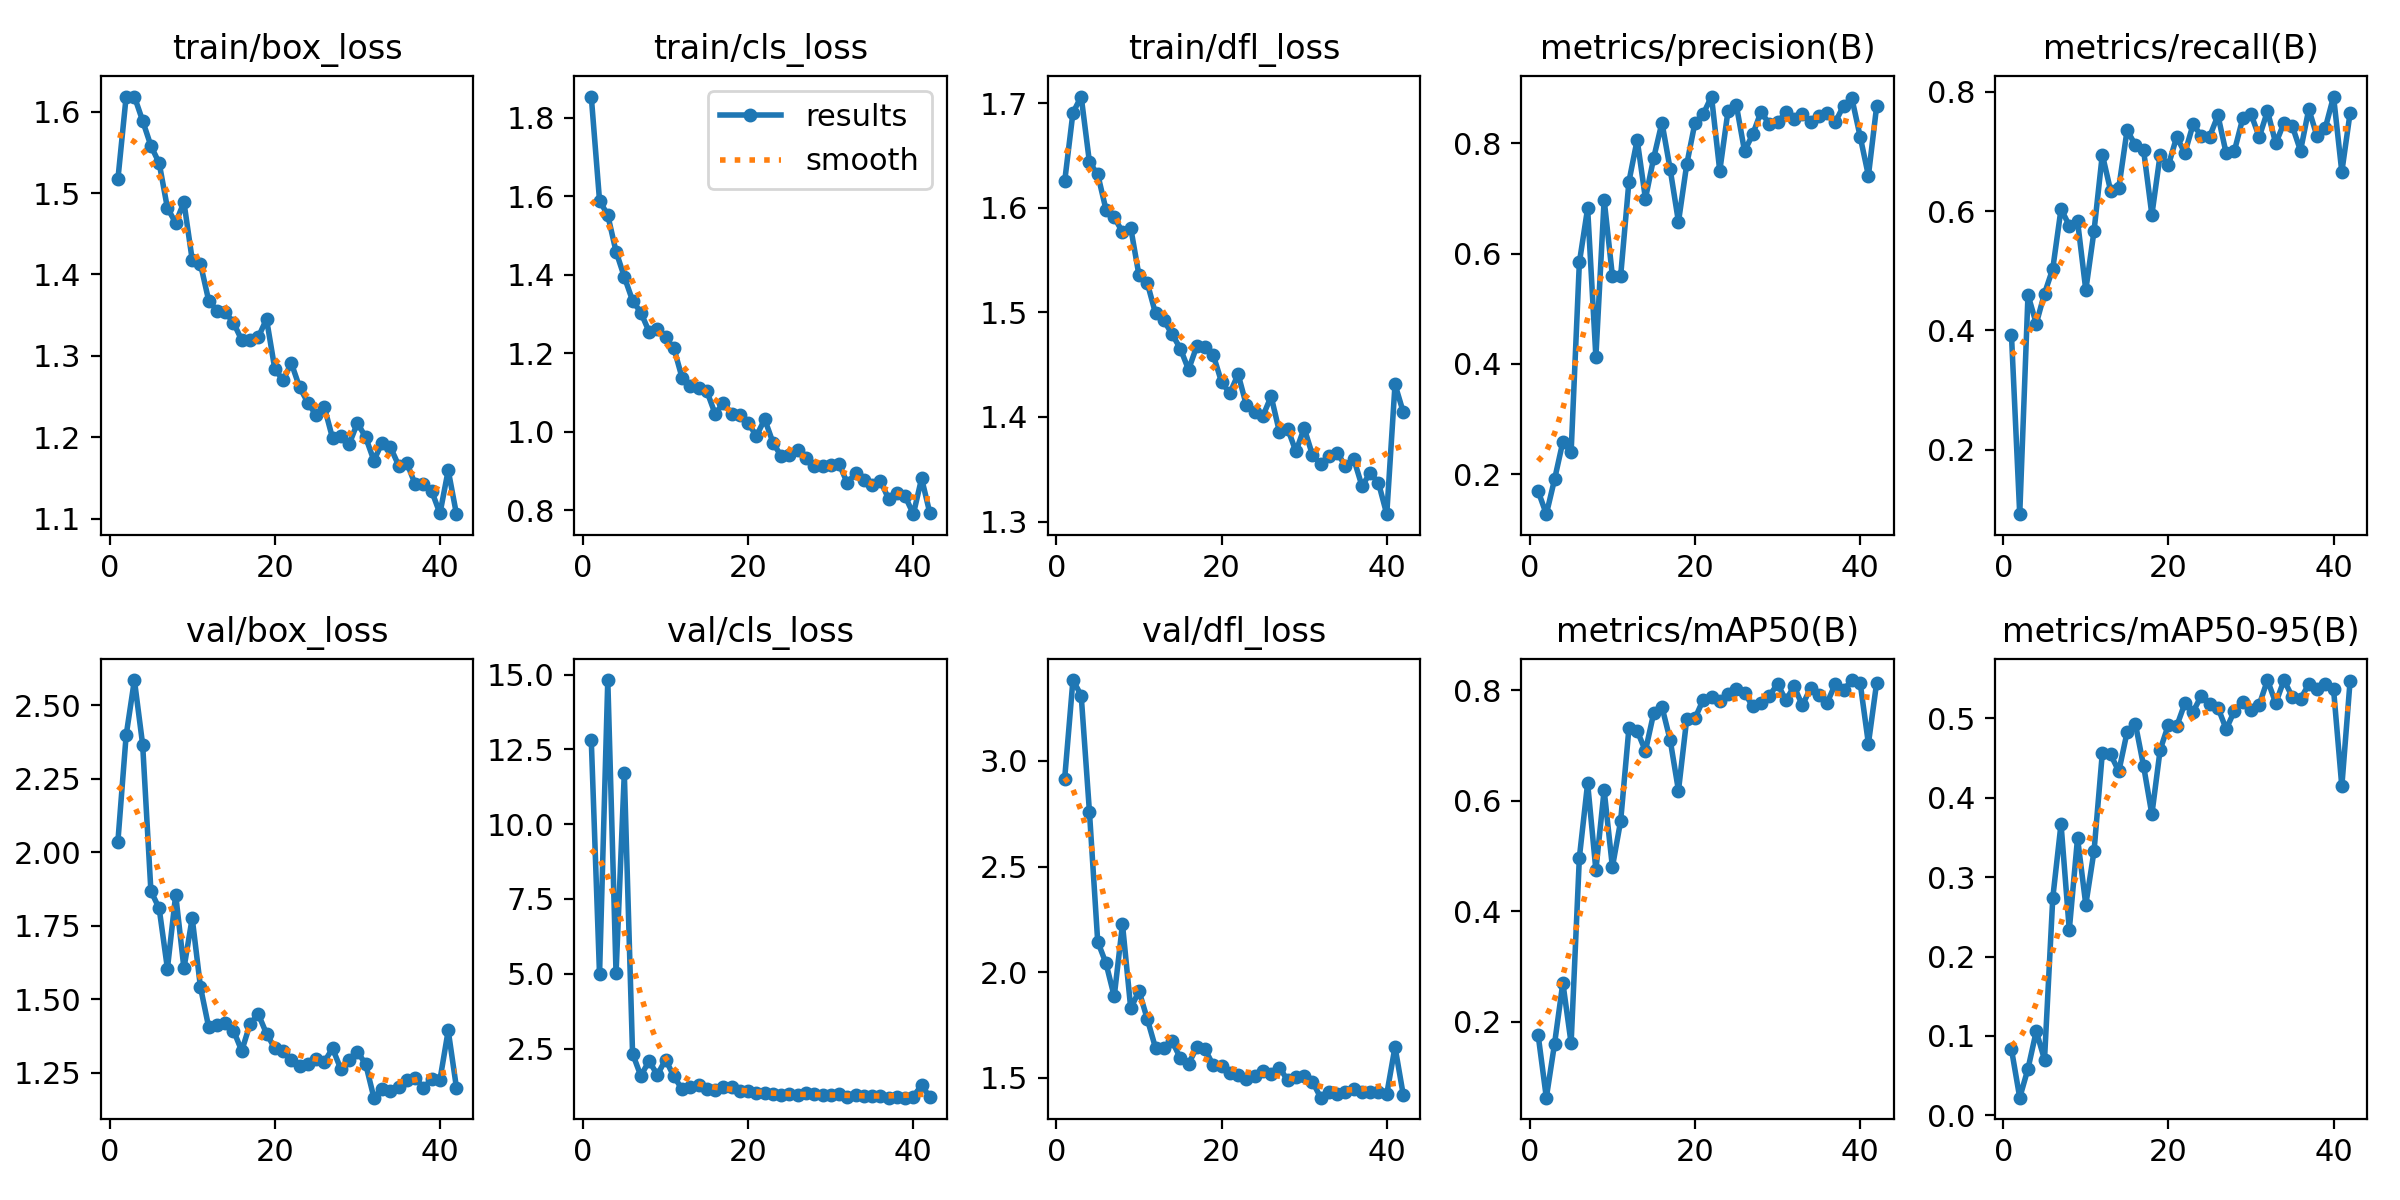 train/box_loss
train/cls_loss
train/dfl_loss
metrics/precision(B)
metrics/recall(B)
1.6
1.5
1.4
1.3
1.2
1.1
0 20 40
results
smooth
1.8
1.6
1.4
1.2
1.0
0.8
0 20 40
1.7
1.6
1.5
1.4
1.3
0 20 40
0.8
0.6
0.4
0.2
0 20 40
0.8
0.6
0.4
0.2
0 20 40
val/box_loss
val/cls_loss
val/dfl_loss
metrics/mAP50(B)
metrics/mAP50-95(B)
2.50
2.25
2.00
1.75
1.50
1.25
0 20 40
15.0
12.5
10.0
7.5
5.0
2.5
0 20 40
3.0
2.5
2.0
1.5
0 20 40
0.8
0.6
0.4
0.2
0 20 40
0.5
0.4
0.3
0.2
0.1
0.0
0 20 40